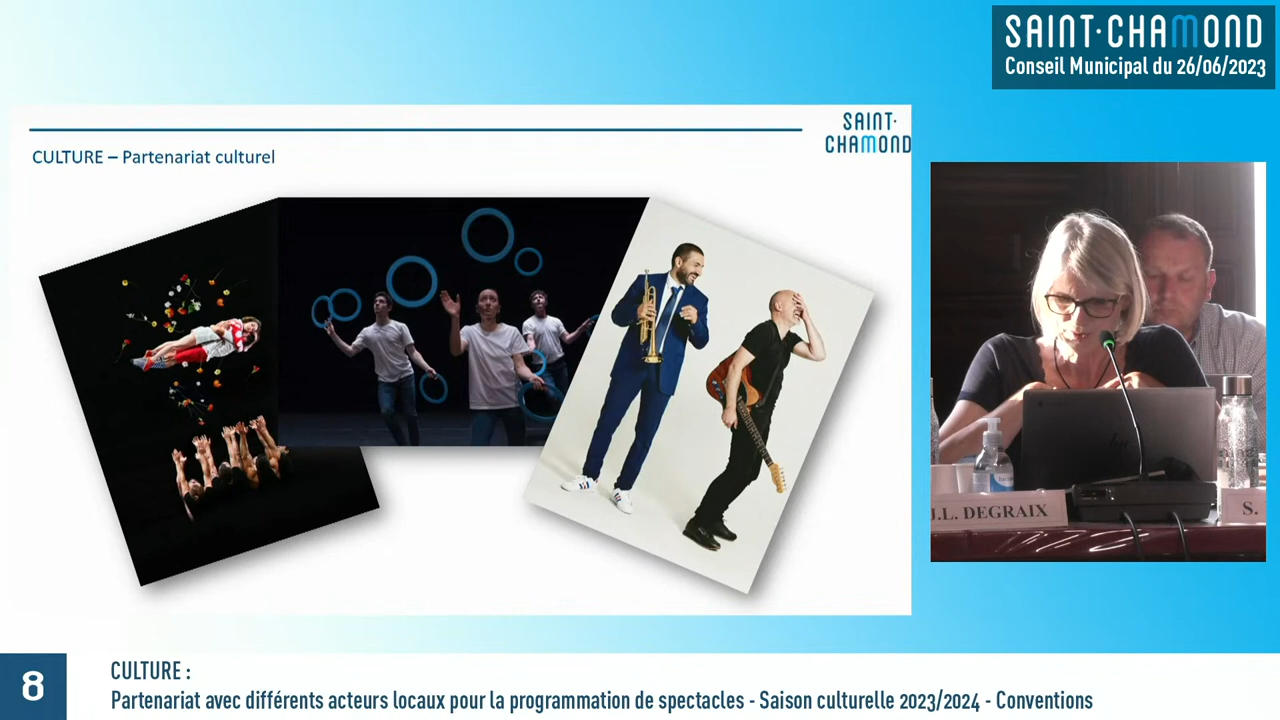 SAINT·CHAMOND
Conseil Municipal du 26/06/2023
SAINT·
CHAMOND
CULTURE – Partenariat culturel
J.L. DEGRAIX
S.
8
CULTURE :
Partenariat avec différents acteurs locaux pour la programmation de spectacles - Saison culturelle 2023/2024 - Conventions